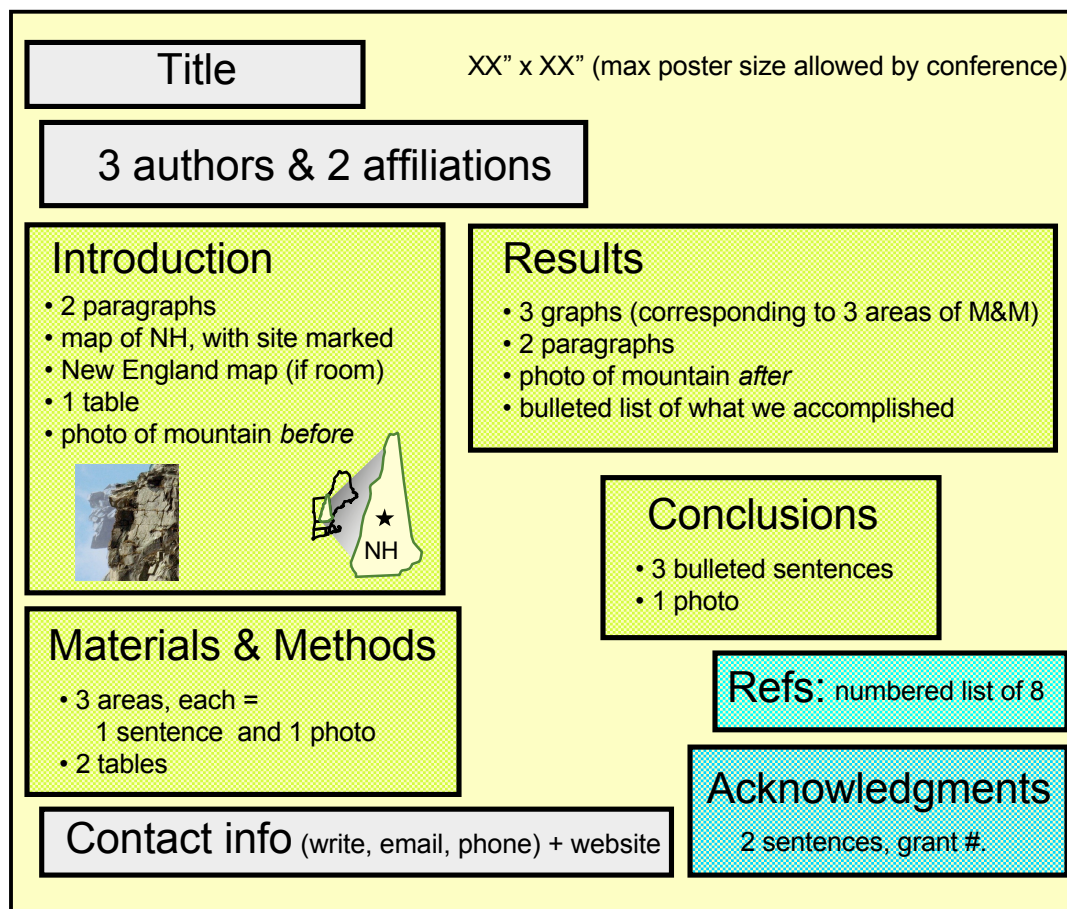 Title
XX” x XX” (max poster size allowed by conference)
3 authors & 2 affiliations
Introduction
• 2 paragraphs
• map of NH, with site marked
• New England map (if room)
• 1 table
• photo of mountain before
NH
Materials & Methods
• 3 areas, each =
1 sentence and 1 photo
• 2 tables
Contact info (write, email, phone) + website
Results
• 3 graphs (corresponding to 3 areas of M&M)
• 2 paragraphs
• photo of mountain after
• bulleted list of what we accomplished
Conclusions
• 3 bulleted sentences
• 1 photo
Refs: numbered list of 8
Acknowledgments
2 sentences, grant #.